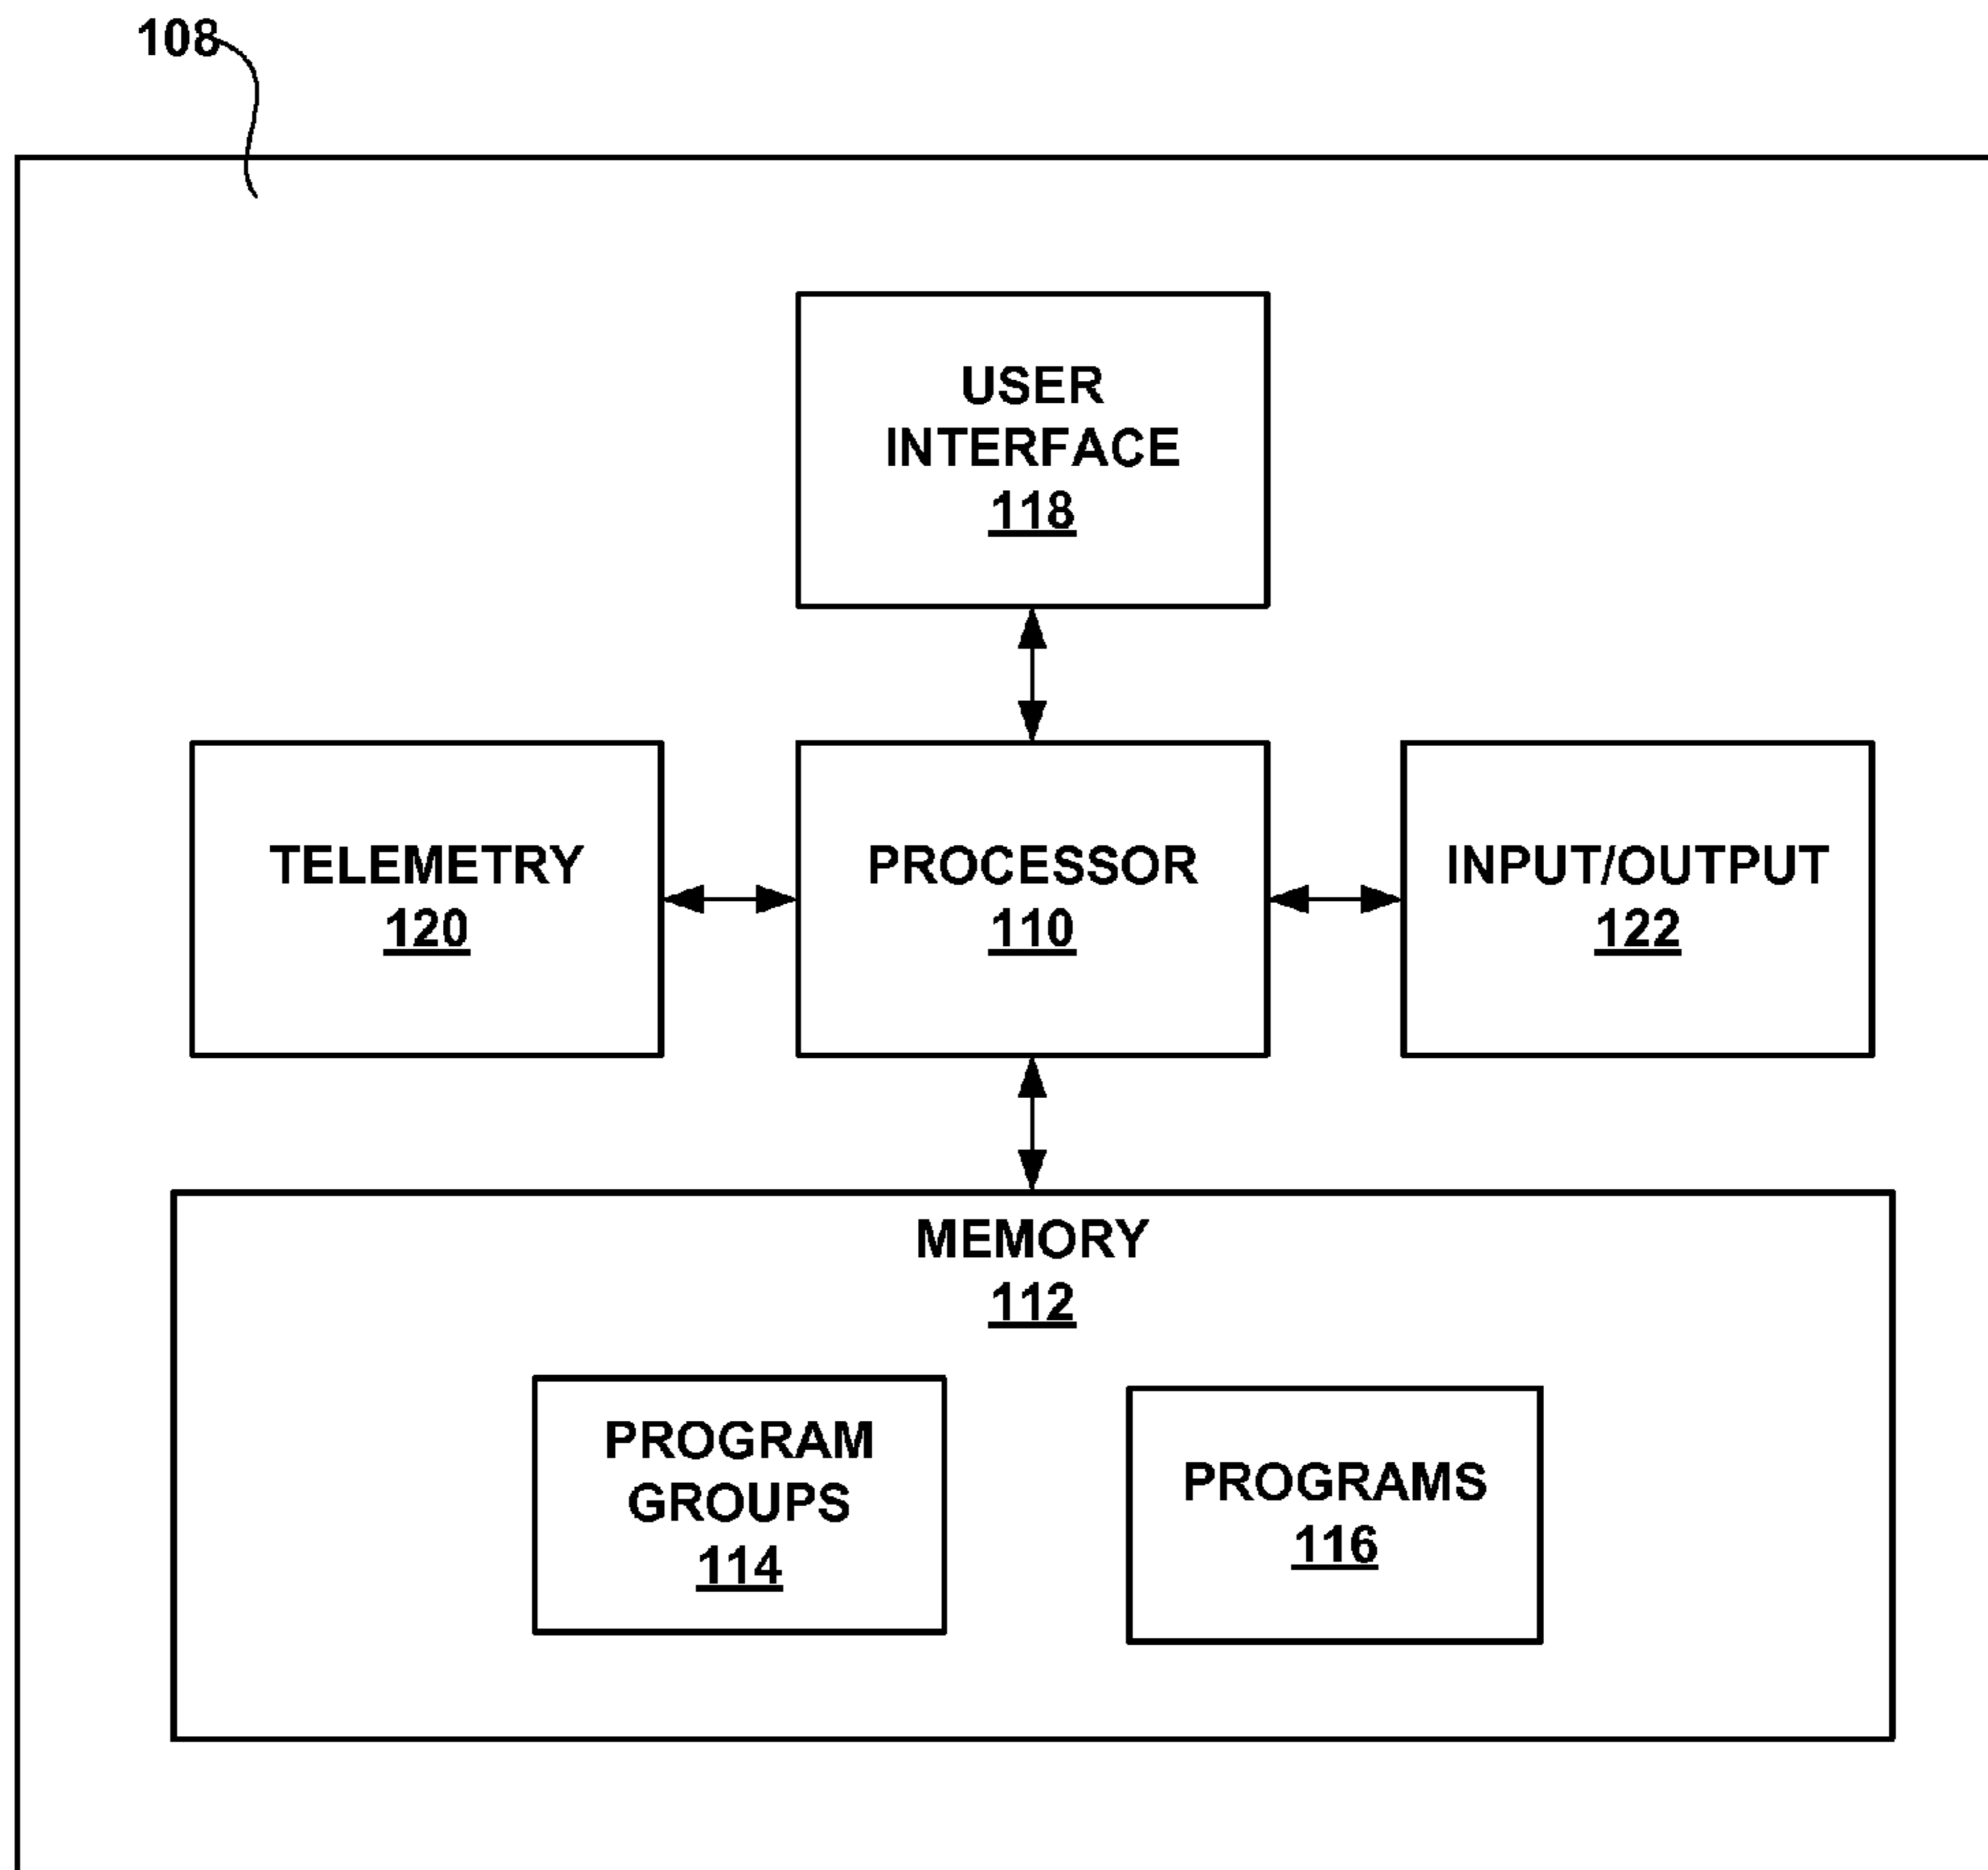 108
USER
INTERFACE
118
TELEMETRY
120
PROCESSOR
110
INPUT/OUTPUT
122
MEMORY
112
PROGRAM
GROUPS
114
PROGRAMS
116